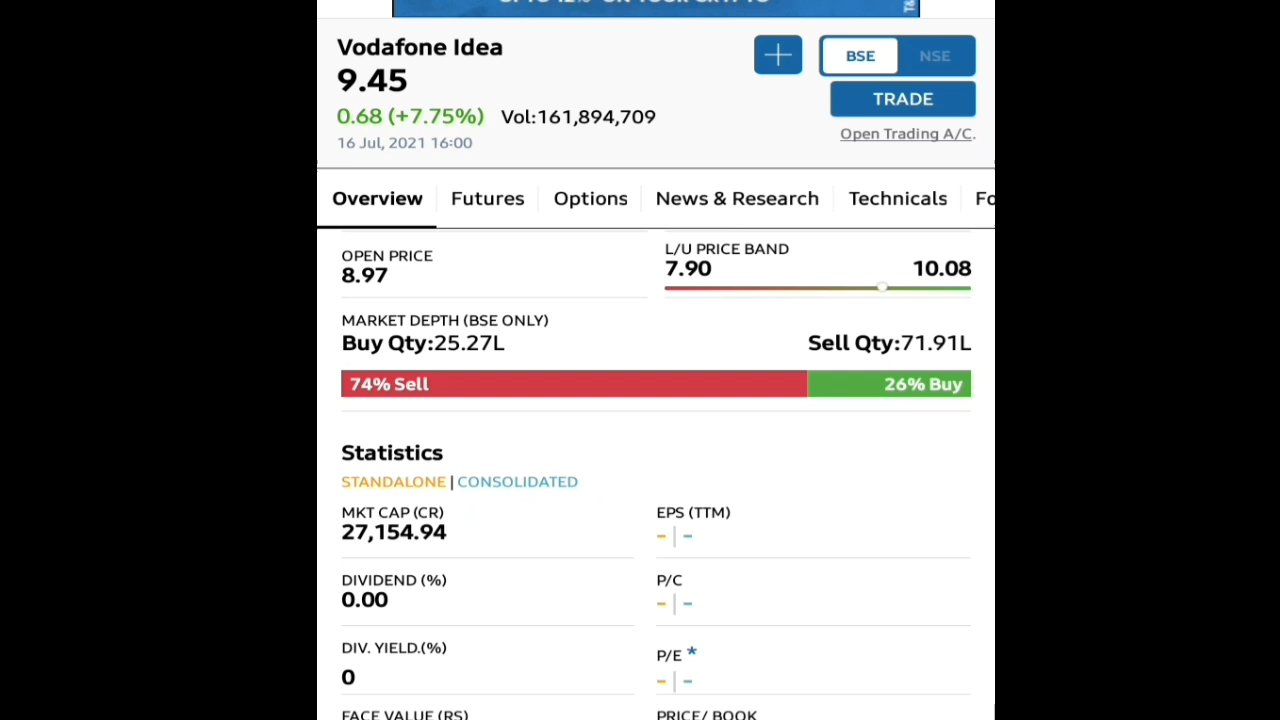 Vodafone Idea
BSE
NSE
9.45
TRADE
0.68 (+7.75%) Vol:161,894,709
Open Trading A/C.
16 Jul, 2021 16:00
Overview Futures Options News & Research Technicals Fo
OPEN PRICE
8.97
L/U PRICE BAND
7.90 10.08
MARKET DEPTH (BSE ONLY)
Buy Qty:25.27L Sell Qty:71.91L
74% Sell 26% Buy
Statistics
STANDALONE | CONSOLIDATED
MKT CAP (CR)
27,154.94
EPS (TTM)
- | -
DIVIDEND (%)
0.00
P/C
- | -
DIV. YIELD.(%)
0
P/E *
- | -
FACE VALUE (RS)
PRICE/ BOOK